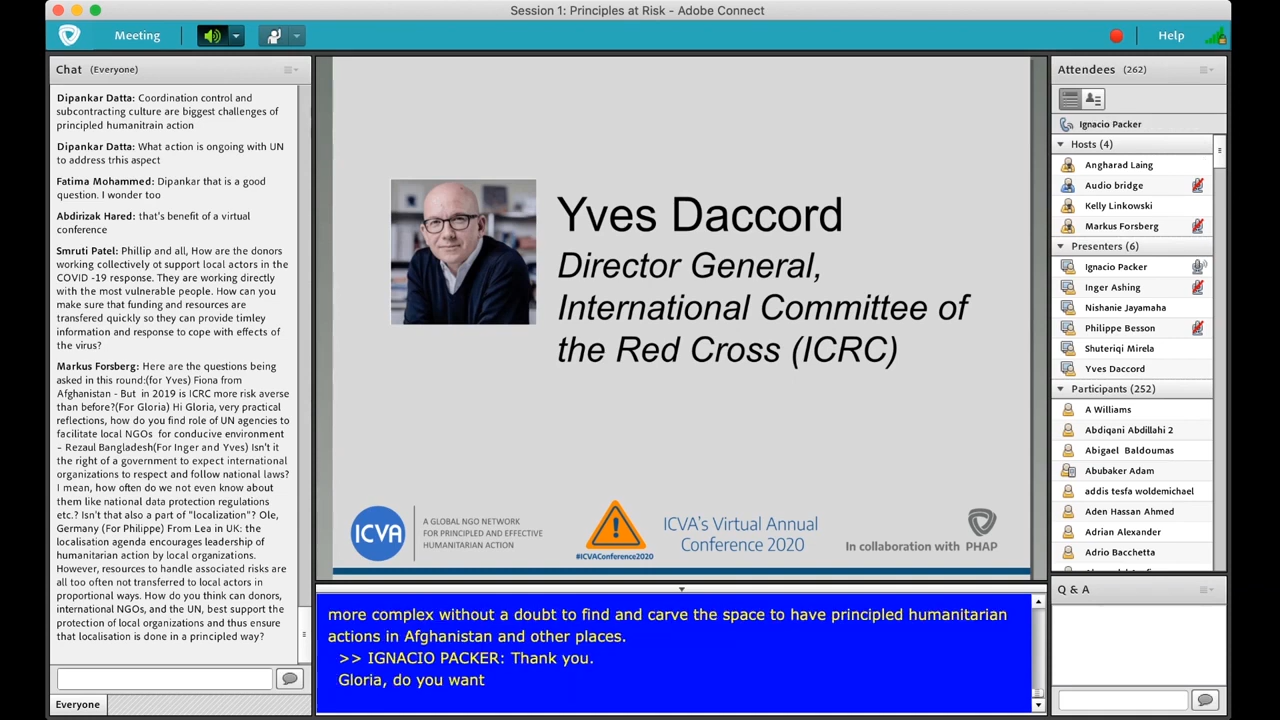 Session 1: Principles at Risk - Adobe Connect
Meeting
Help
Chat (Everyone)
Dipankar Datta: Coordination control and
subcontracting culture are biggest challenges of
principled humanitrain action
Dipankar Datta: What action is ongoing with UN
to address trhis aspect
Fatima Mohammed: Dipankar that is a good
question. I wonder too
Abdirizak Hared: that's benefit of a virtual
conference
Smruti Patel: Phillip and all, How are the donors
working collectively ot support local actors in the
COVID -19 response. They are working directly
with the most vulnerable people. How can you
make sure that funding and resources are
transfered quickly so they can provide timley
information and response to cope with effects of
the virus?
Markus Forsberg: Here are the questions being
asked in this round:(for Yves) Fiona from
Afghanistan - But in 2019 is ICRC more risk averse
than before?(For Gloria) Hi Gloria, very practical
reflections, how do you find role of UN agencies to
facilitate local NGOs for conducive environment
- Rezaul Bangladesh(For Inger and Yves) Isn't it
the right of a government to expect international
organizations to respect and follow national laws?
I mean, how often do we not even know about
them like national data protection regulations
etc.? Isn't that also a part of "localization"? Ole,
Germany (For Philippe) From Lea in UK: the
localisation agenda encourages leadership of
humanitarian action by local organizations.
However, resources to handle associated risks are
all too often not transferred to local actors in
proportional ways. How do you think can donors,
international NGOs, and the UN, best support the
protection of local organizations and thus ensure
that localisation is done in a principled way?
Everyone
Yves Daccord
Director General,
International Committee of
the Red Cross (ICRC)
ICVA
A GLOBAL NGO NETWORK
FOR PRINCIPLED AND EFFECTIVE
HUMANITARIAN ACTION
#ICVAConference2020
ICVA's Virtual Annual
Conference 2020
In collaboration with PHAP
more complex without a doubt to find and carve the space to have principled humanitarian
actions in Afghanistan and other places.
>> IGNACIO PACKER: Thank you.
Gloria, do you want
Attendees (262)
Ignacio Packer
Hosts (4)
Angharad Laing
Audio bridge
Kelly Linkowski
Markus Forsberg
Presenters (6)
Ignacio Packer
Inger Ashing
Nishanie Jayamaha
Philippe Besson
Shuteriqi Mirela
Yves Daccord
Participants (252)
A Williams
Abdiqani Abdillahi 2
Abigael Baldoumas
Abubaker Adam
addis tesfa woldemichael
Aden Hassan Ahmed
Adrian Alexander
Adrio Bacchetta
Q & A